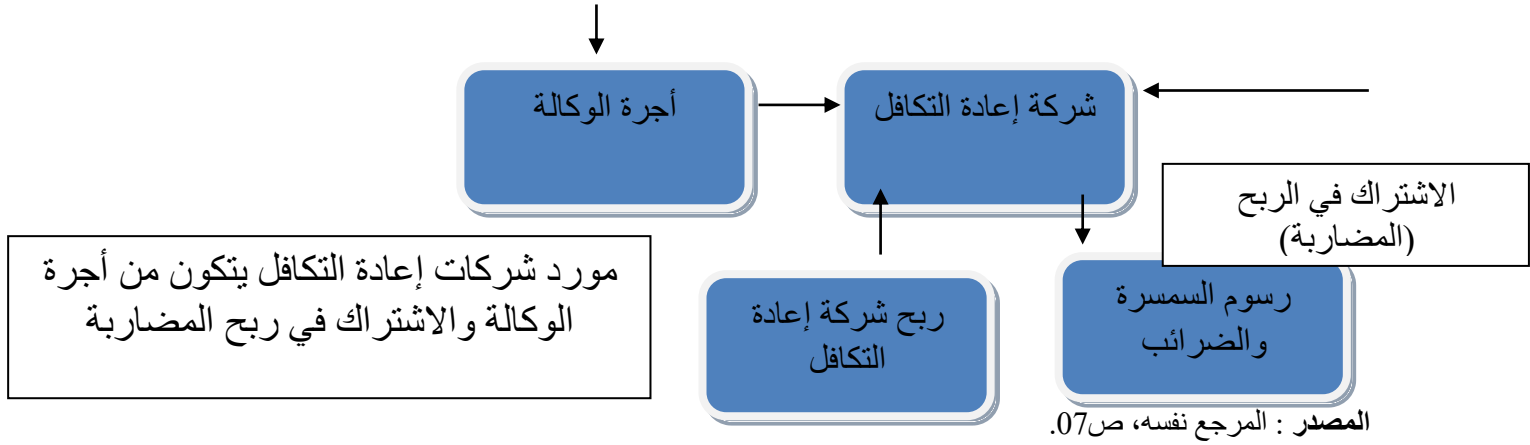 شركة إعادة التكافل
أجرة الوكالة
الاشتراك في الربح
(المضاربة)
مورد شركات إعادة التكافل يتكون من أجرة
الوكالة والاشتراك في ربح المضاربة
رسوم السمسرة
والضرائب
ربح شركة إعادة
التكافل
المصدر : المرجع نفسه، ص07.